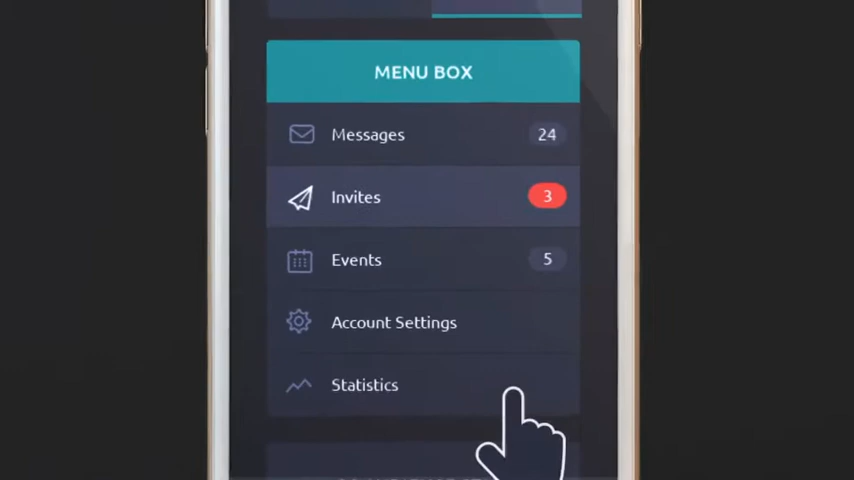 MENU BOX
Messages 24
Invites 3
Events 5
Account Settings
Statistics